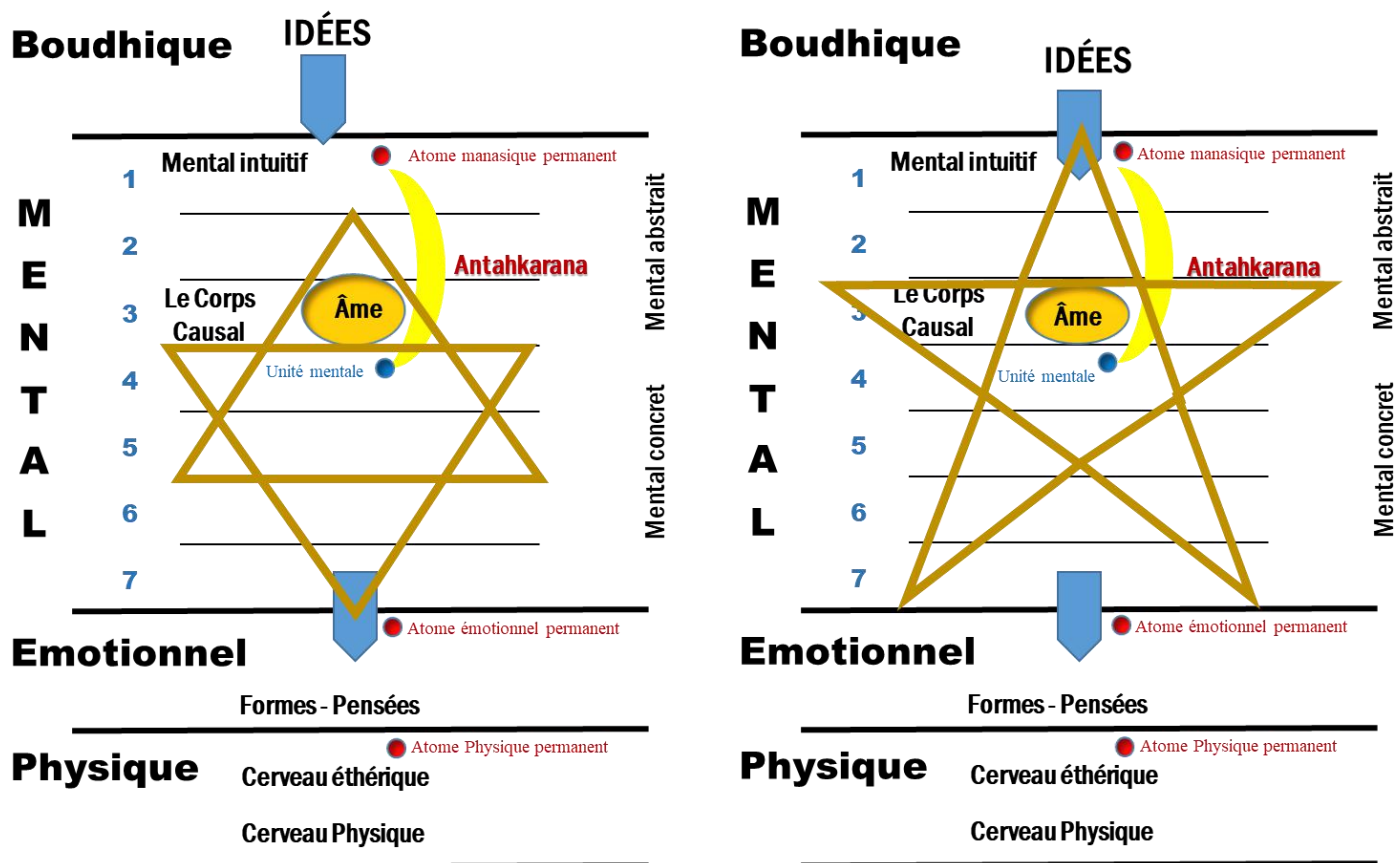 Boudhique
IDÉES
Mental intuitif
Atome manasique permanent
1
2
Antahkarana
Le Corps
Causal
3
Âme
Unité mentale
4
5
6
7
MENTAL
Mental abstrait
Mental concret
Atome émotionnel permanent
Emotionnel
Formes - Pensées
Atome Physique permanent
Physique
Cerveau éthérique
Cerveau Physique
Boudhique
IDÉES
Mental intuitif
Atome manasique permanent
1
2
Antahkarana
Le Corps
Causal
3
Âme
Unité mentale
4
5
6
7
MENTAL
Mental abstrait
Mental concret
Atome émotionnel permanent
Emotionnel
Formes - Pensées
Atome Physique permanent
Physique
Cerveau éthérique
Cerveau Physique